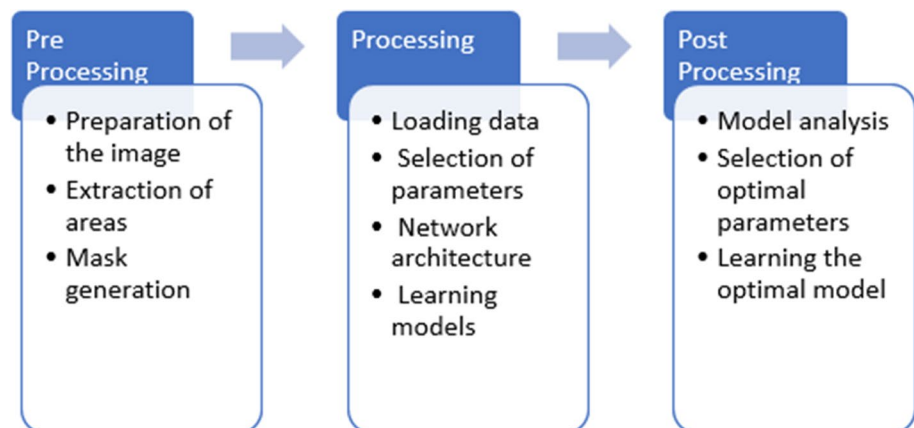 Pre
Processing
• Preparation of
the image
• Extraction of
areas
• Mask
generation
Processing
• Loading data
• Selection of
parameters
• Network
architecture
• Learning
models
Post
Processing
• Model analysis
• Selection of
optimal
parameters
• Learning the
optimal model